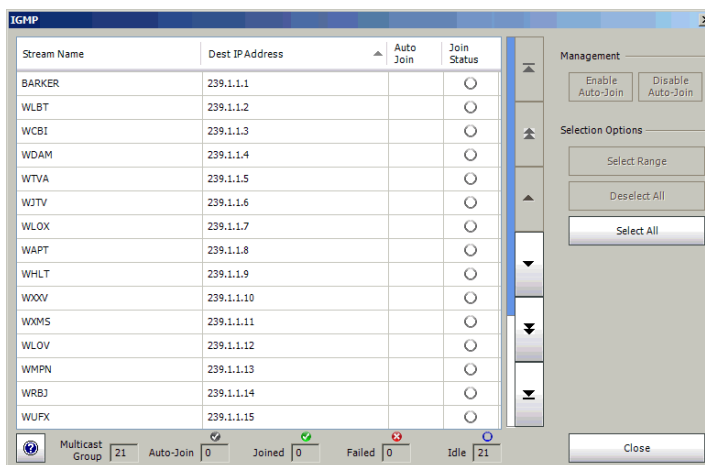 IGMP
Stream Name Dest IP Address Auto Join Join Status
BARKER 239.1.1.1
WLBT 239.1.1.2
WCBI 239.1.1.3
WDAM 239.1.1.4
WTVA 239.1.1.5
WJTV 239.1.1.6
WLOX 239.1.1.7
WAPT 239.1.1.8
WHLT 239.1.1.9
WXXV 239.1.1.10
WXMS 239.1.1.11
WLOV 239.1.1.12
WMPN 239.1.1.13
WRBJ 239.1.1.14
WUFX 239.1.1.15
Management
Enable Auto-Join Disable Auto-Join
Selection Options
Select Range
Deselect All
Select All
Multicast Group 21 Auto-Join 0 Joined 0 Failed 0 Idle 21
Close